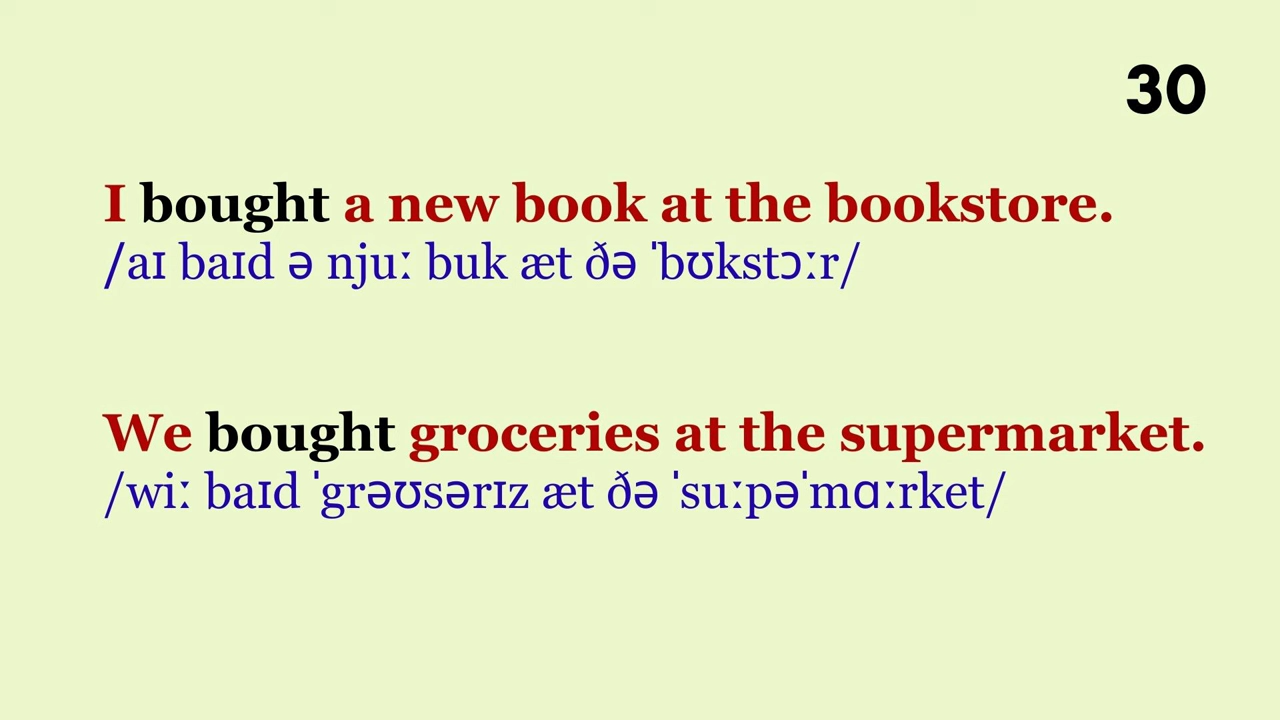 30
I bought a new book at the bookstore.
/aɪ baɪd ə njuː buk æt ðə ˈbʊkstɔːr/
We bought groceries at the supermarket.
/wiː baɪd ˈgrəʊsərɪz æt ðə ˈsuːpəˈmɑːrket/